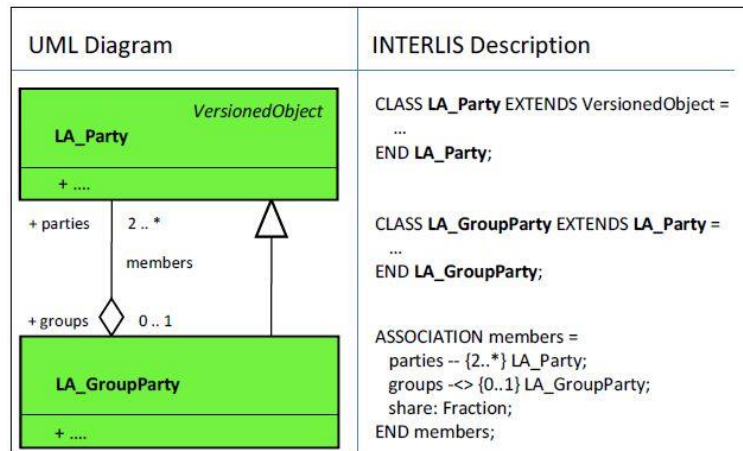 UML Diagram
INTERLIS Description
VersionedObject
LA_Party
+ ....
+ parties
2 .. *
members
+ groups
0 .. 1
LA_GroupParty
+ ....
CLASS LA_Party EXTENDS VersionedObject =
...
END LA_Party;
CLASS LA_GroupParty EXTENDS LA_Party =
...
END LA_GroupParty;
ASSOCIATION members =
parties -- {2..*} LA_Party;
groups -<> {0..1} LA_GroupParty;
share: Fraction;
END members;